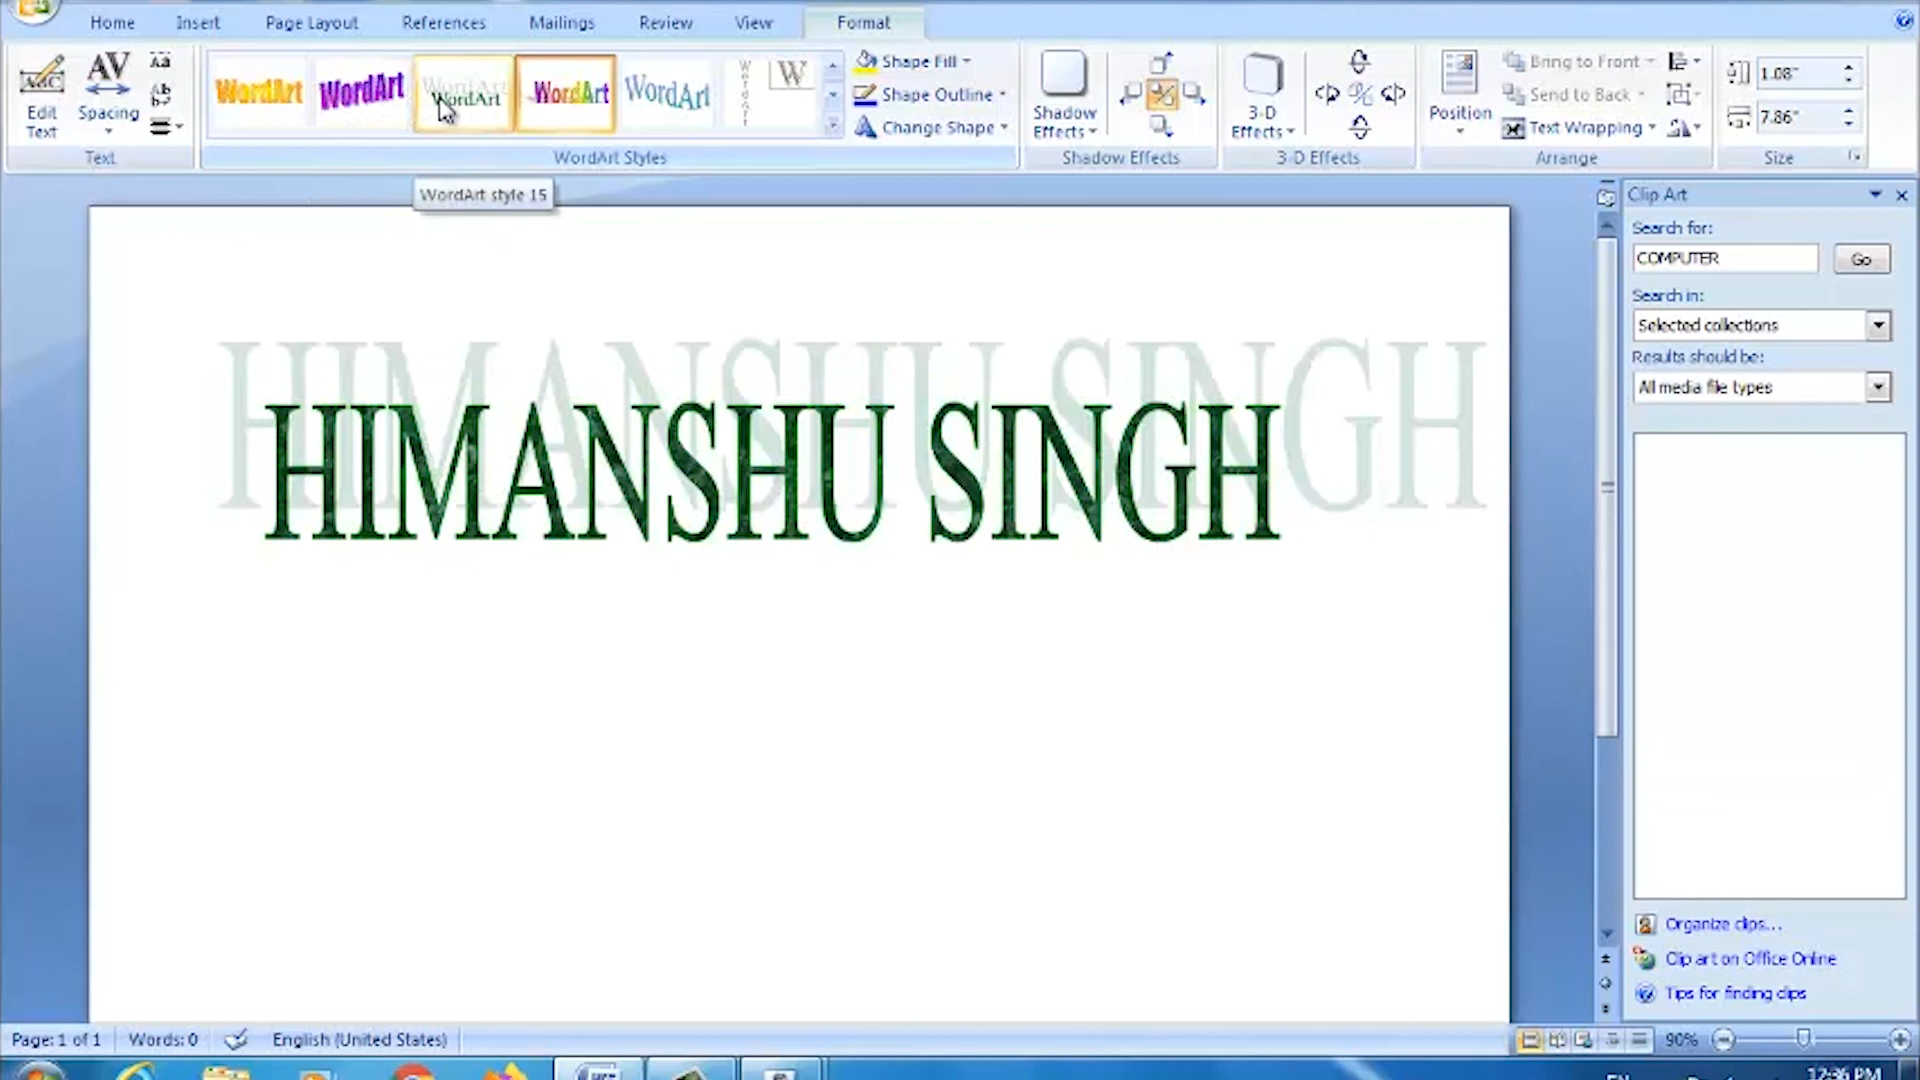 Home Insert Page Layout References Mailings Review View Format
Edit Text
Spacing
Text
WordArt WordArt WordArt WordArt WordArt WordArt W
WordArt Styles
Shape Fill
Shape Outline
Change Shape
Shadow Effects
Shadow Effects
3-D Effects
3-D Effects
Position
Bring to Front
Send to Back
Text Wrapping
Arrange
1.08"
7.86"
Size
WordArt style 15
HIMANSHU SINGH
HIMANSHU SINGH
Clip Art
Search for:
COMPUTER Go
Search in:
Selected collections
Results should be:
All media file types
Organize clips...
Clip art on Office Online
Tips for finding clips
Page: 1 of 1 Words: 0 English (United States) 90%
12:36 PM